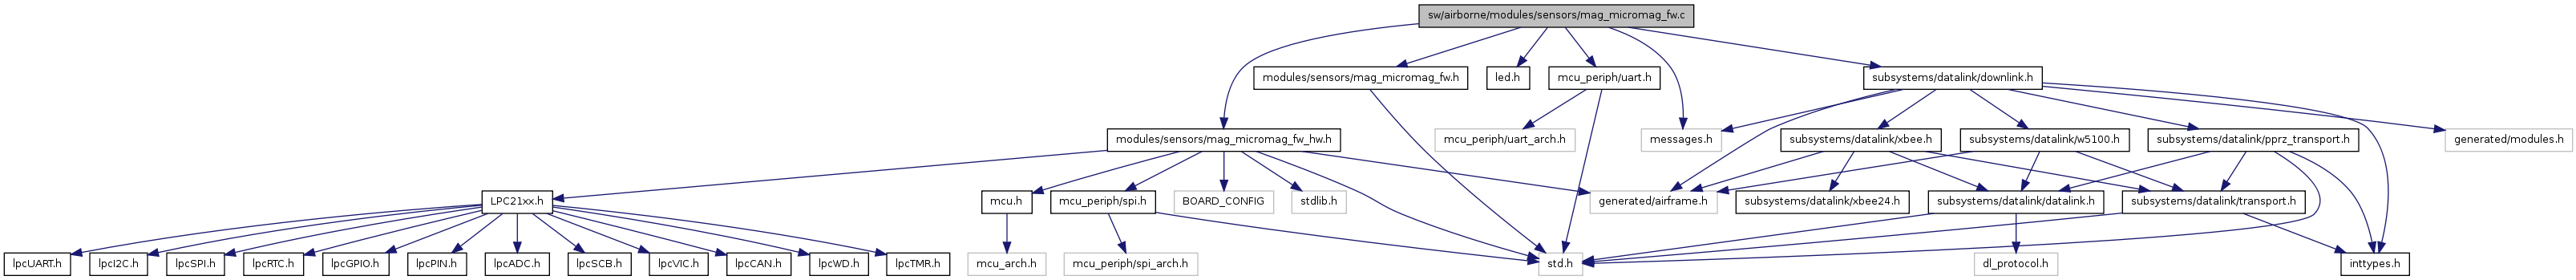 sw/airborne/modules/sensors/mag_micromag_fw.c
modules/sensors/mag_micromag_fw.h
led.h
mcu_periph/uart.h
subsystems/datalink/downlink.h
modules/sensors/mag_micromag_fw_hw.h
mcu_periph/uart_arch.h
messages.h
subsystems/datalink/xbee.h
subsystems/datalink/w5100.h
subsystems/datalink/pprz_transport.h
generated/modules.h
LPC21xx.h
mcu.h
mcu_periph/spi.h
BOARD_CONFIG
stdlib.h
generated/airframe.h
subsystems/datalink/xbee24.h
subsystems/datalink/datalink.h
subsystems/datalink/transport.h
lpcUART.h
lpcI2C.h
lpcSPI.h
lpcRTC.h
lpcGPIO.h
lpcPIN.h
lpcADC.h
lpcSCB.h
lpcVIC.h
lpcCAN.h
lpcWD.h
lpcTMR.h
mcu_arch.h
mcu_periph/spi_arch.h
std.h
dl_protocol.h
inttypes.h